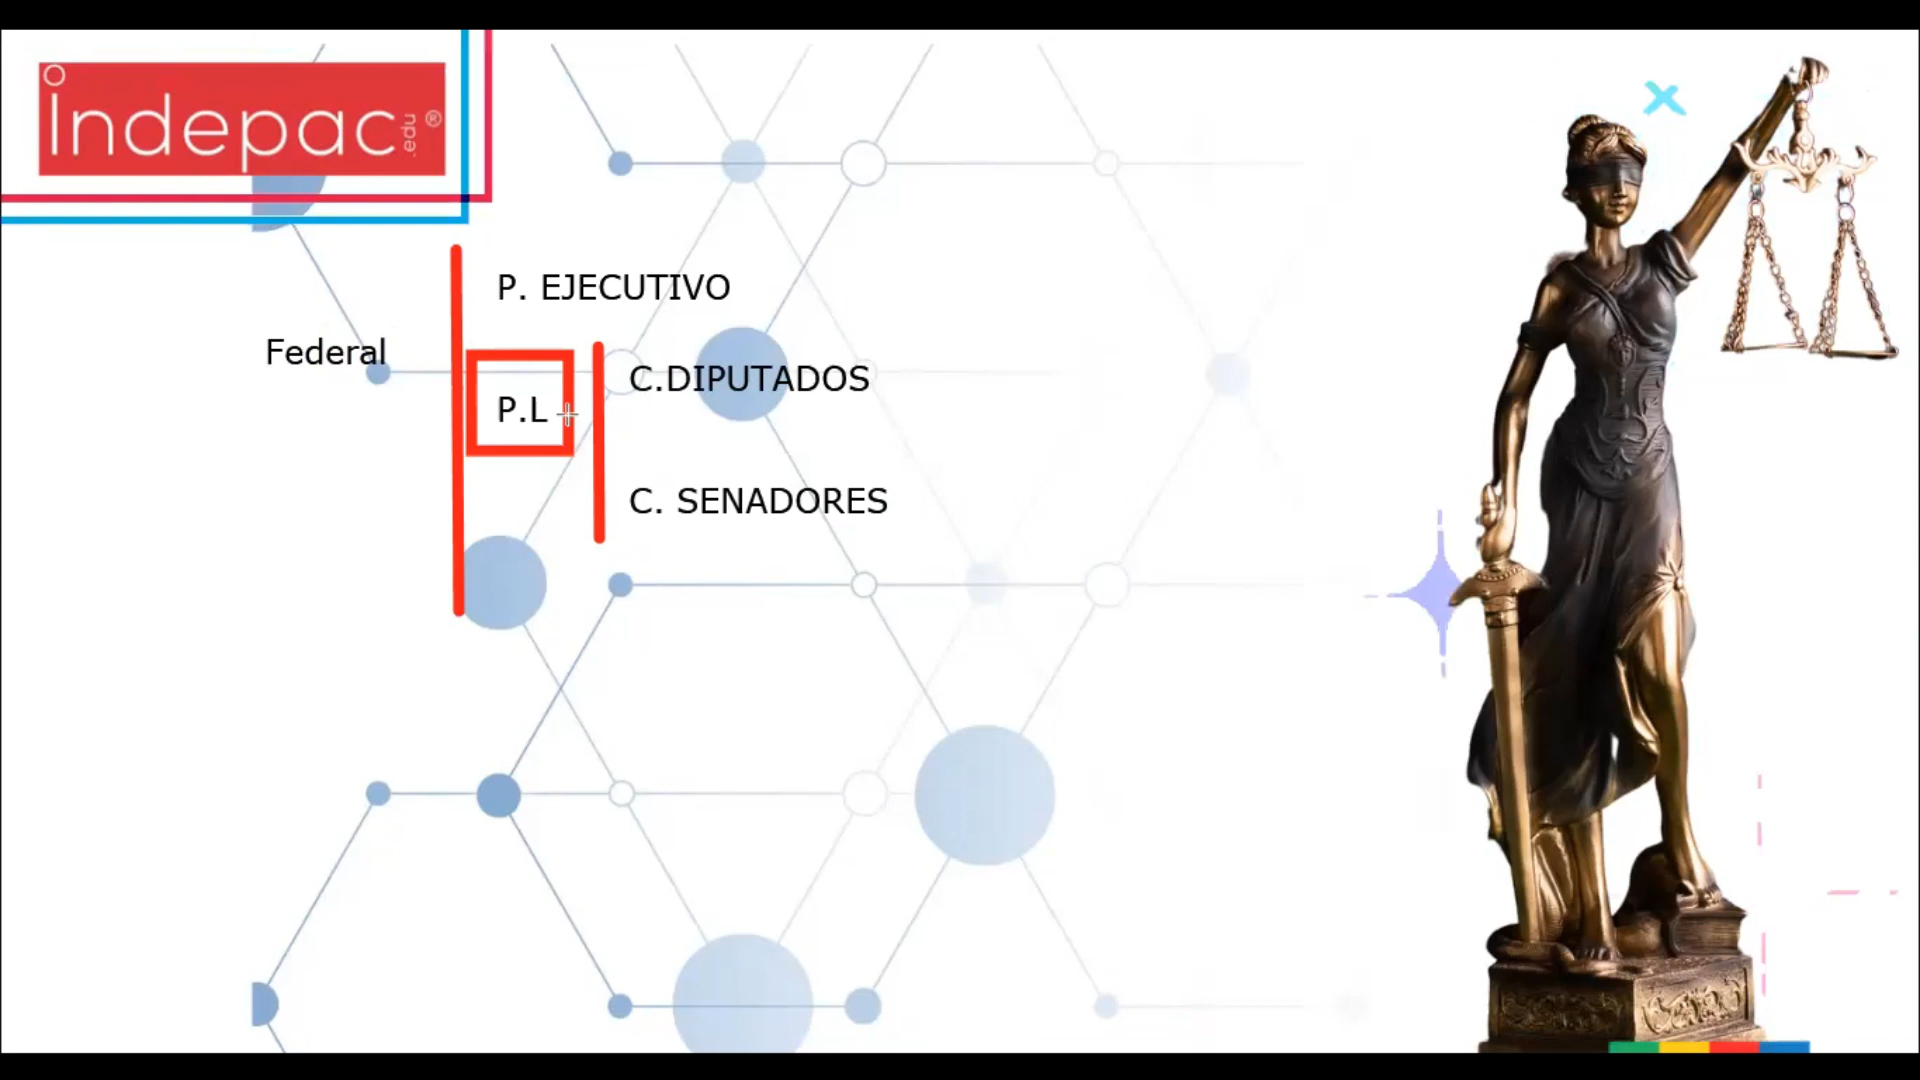 indepac.edu®
P. EJECUTIVO
Federal
C.DIPUTADOS
P.L
C. SENADORES